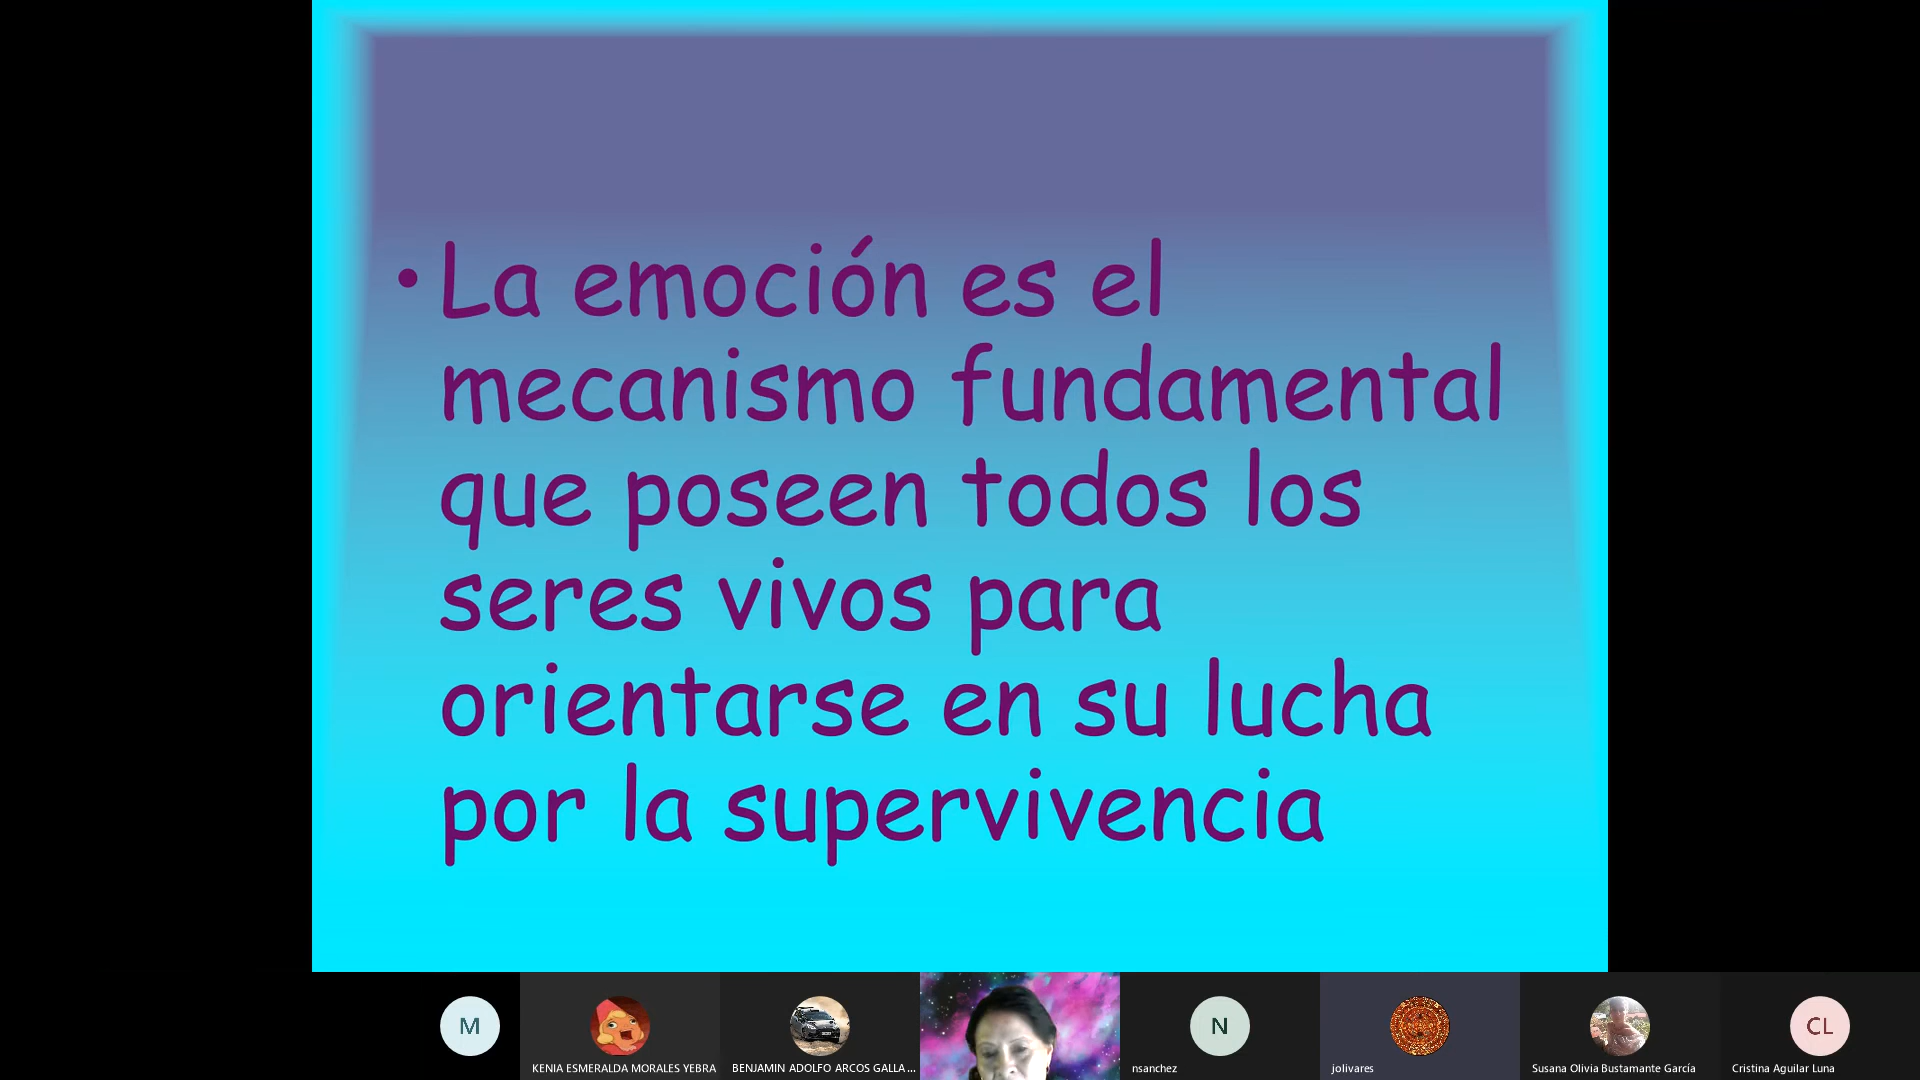 • La emoción es el
mecanismo fundamental
que poseen todos los
seres vivos para
orientarse en su lucha
por la supervivencia
M
KENIA ESMERALDA MORALES YEBRA
BENJAMIN ADOLFO ARCOS GALLA...
N
nsanchez
jolivares
Susana Olivia Bustamante García
CL
Cristina Aguilar Luna